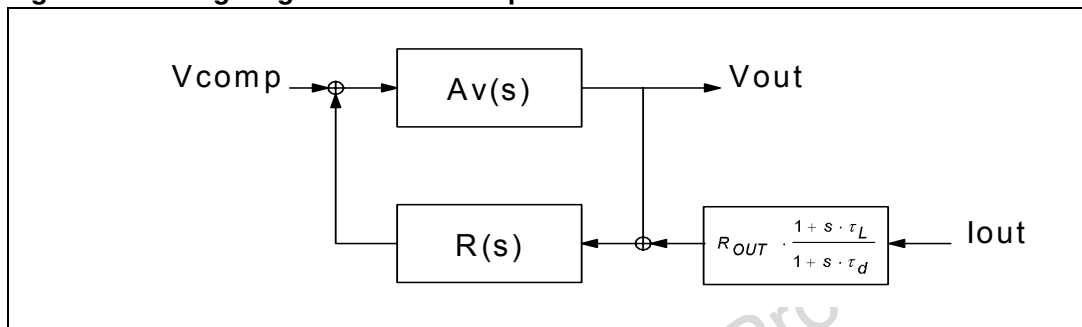 Vcomp
Av(s)
Vout
R(s)
R_OUT · (1 + s · τ_L) / (1 + s · τ_d)
Iout